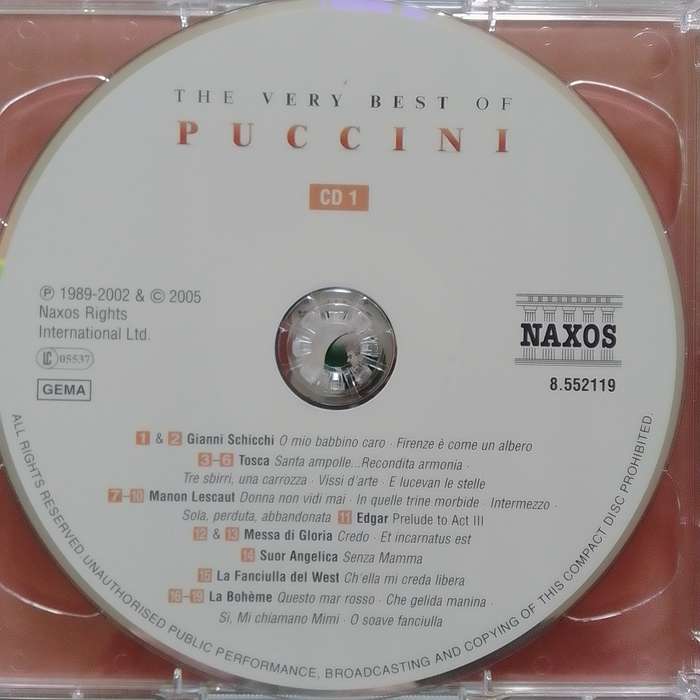 THE VERY BEST OF
PUCCINI
CD 1
℗ 1989-2002 & © 2005
Naxos Rights
International Ltd.
LC 05537
GEMA
NAXOS
8.552119
1 & 2 Gianni Schicchi O mio babbino caro · Firenze è come un albero
3–6 Tosca Santa ampolle...Recondita armonia ·
Tre sbirri, una carrozza · Vissi d'arte · E lucevan le stelle
7–10 Manon Lescaut Donna non vidi mai · In quelle trine morbide · Intermezzo ·
Sola, perduta, abbandonata 11 Edgar Prelude to Act III
12 & 13 Messa di Gloria Credo · Et incarnatus est
14 Suor Angelica Senza Mamma
15 La Fanciulla del West Ch'ella mi creda libera
16–19 La Bohème Questo mar rosso · Che gelida manina ·
Sì, Mi chiamano Mimì · O soave fanciulla
ALL RIGHTS RESERVED. UNAUTHORISED PUBLIC PERFORMANCE, BROADCASTING AND COPYING OF THIS COMPACT DISC PROHIBITED.